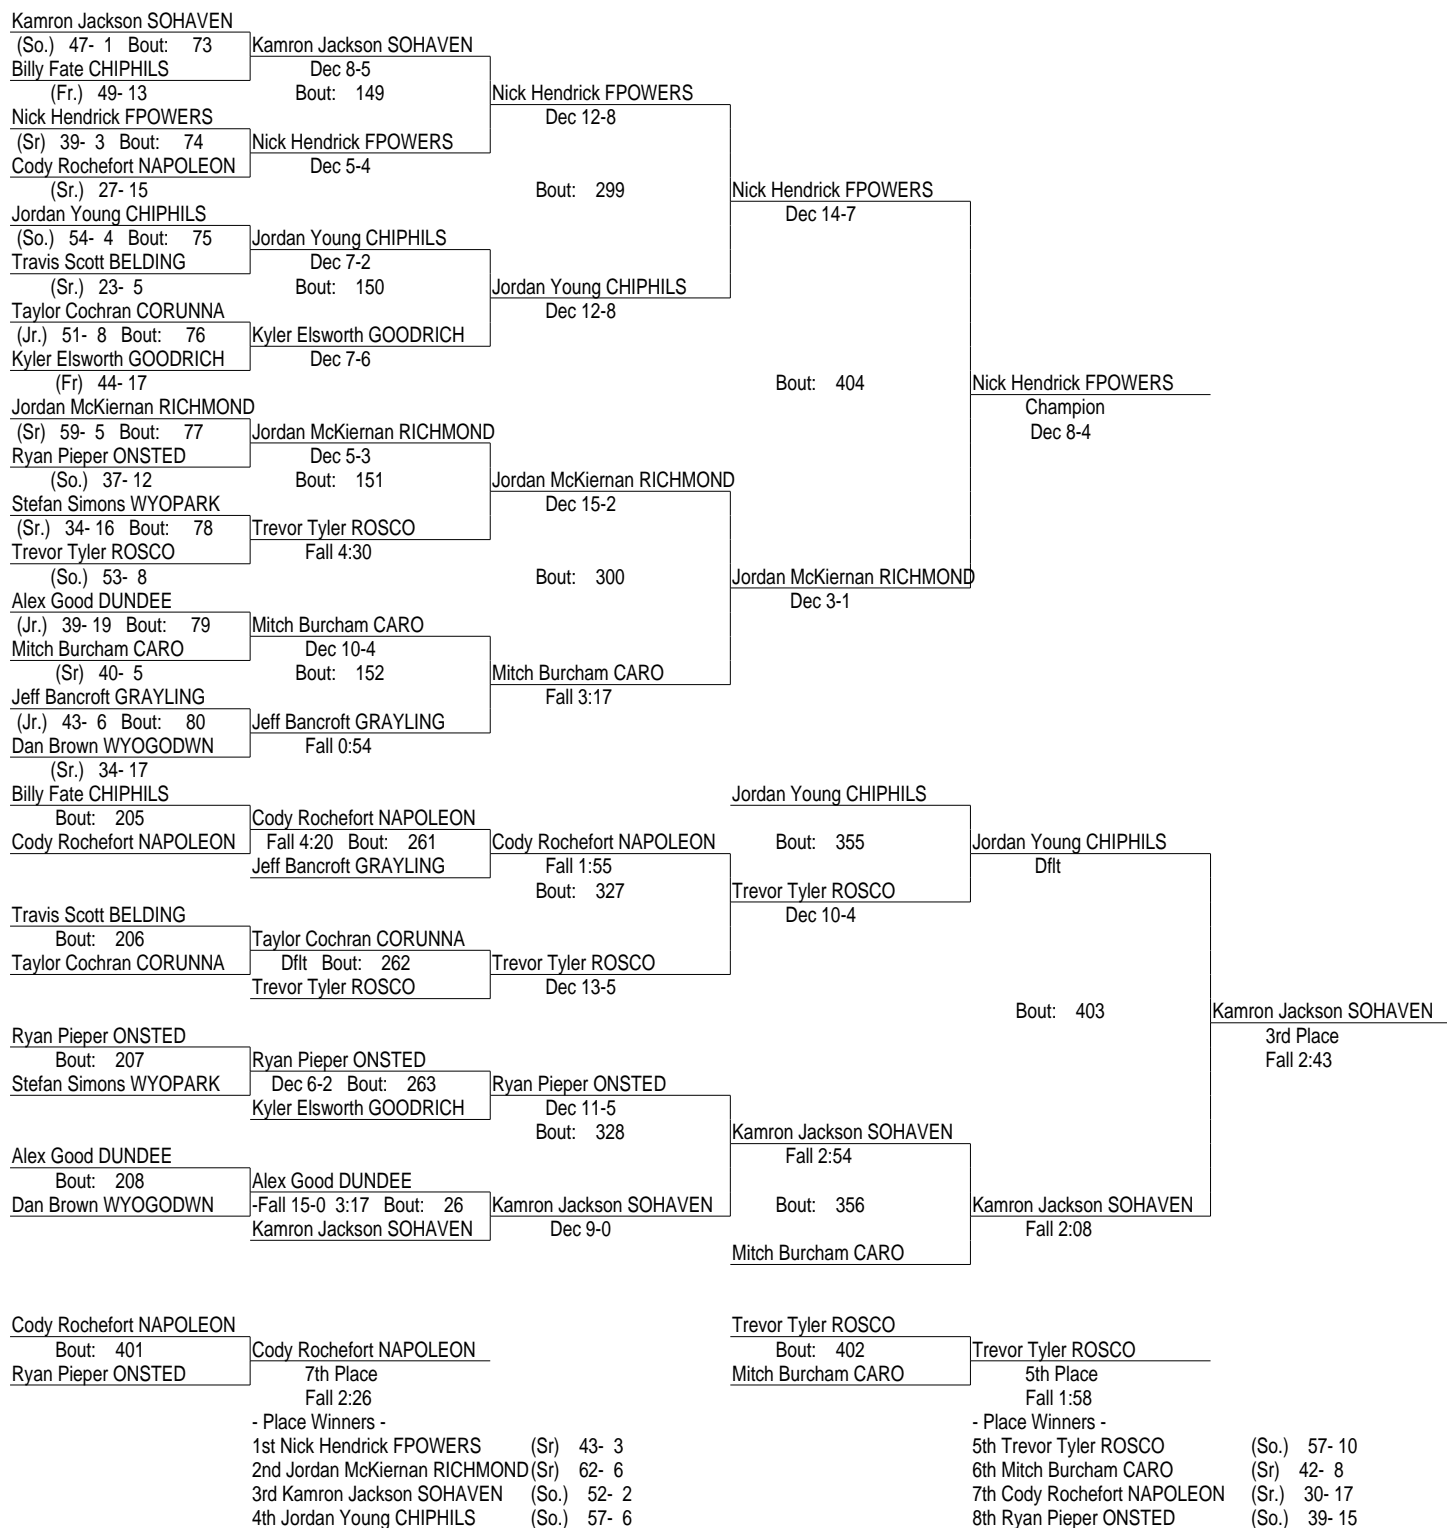 Kamron Jackson SOHAVEN
(So.) 47- 1 Bout: 73 Kamron Jackson SOHAVEN
Billy Fate CHIPHILS Dec 8-5
(Fr.) 49- 13 Bout: 149 Nick Hendrick FPOWERS
Nick Hendrick FPOWERS Dec 12-8
(Sr) 39- 3 Bout: 74 Nick Hendrick FPOWERS
Cody Rochefort NAPOLEON Dec 5-4
(Sr.) 27- 15 Bout: 299 Nick Hendrick FPOWERS
Jordan Young CHIPHILS Dec 14-7
(So.) 54- 4 Bout: 75 Jordan Young CHIPHILS
Travis Scott BELDING Dec 7-2
(Sr.) 23- 5 Bout: 150 Jordan Young CHIPHILS
Taylor Cochran CORUNNA Dec 12-8
(Jr.) 51- 8 Bout: 76 Kyler Elsworth GOODRICH
Kyler Elsworth GOODRICH Dec 7-6
(Fr) 44- 17 Bout: 404 Nick Hendrick FPOWERS
Jordan McKiernan RICHMOND Champion
(Sr) 59- 5 Bout: 77 Jordan McKiernan RICHMOND Dec 8-4
Ryan Pieper ONSTED Dec 5-3
(So.) 37- 12 Bout: 151 Jordan McKiernan RICHMOND
Stefan Simons WYOPARK Dec 15-2
(Sr.) 34- 16 Bout: 78 Trevor Tyler ROSCO
Trevor Tyler ROSCO Fall 4:30
(So.) 53- 8 Bout: 300 Jordan McKiernan RICHMOND
Alex Good DUNDEE Dec 3-1
(Jr.) 39- 19 Bout: 79 Mitch Burcham CARO
Mitch Burcham CARO Dec 10-4
(Sr) 40- 5 Bout: 152 Mitch Burcham CARO
Jeff Bancroft GRAYLING Fall 3:17
(Jr.) 43- 6 Bout: 80 Jeff Bancroft GRAYLING
Dan Brown WYOGODWN Fall 0:54
(Sr.) 34- 17
Billy Fate CHIPHILS Jordan Young CHIPHILS
Bout: 205 Cody Rochefort NAPOLEON
Cody Rochefort NAPOLEON Fall 4:20 Bout: 261 Cody Rochefort NAPOLEON Bout: 355 Jordan Young CHIPHILS
Jeff Bancroft GRAYLING Fall 1:55 Dflt
Bout: 327 Trevor Tyler ROSCO
Travis Scott BELDING Dec 10-4
Bout: 206 Taylor Cochran CORUNNA
Taylor Cochran CORUNNA Dflt Bout: 262 Trevor Tyler ROSCO
Trevor Tyler ROSCO Dec 13-5
Bout: 403 Kamron Jackson SOHAVEN
Ryan Pieper ONSTED 3rd Place
Bout: 207 Ryan Pieper ONSTED Fall 2:43
Stefan Simons WYOPARK Dec 6-2 Bout: 263 Ryan Pieper ONSTED
Kyler Elsworth GOODRICH Dec 11-5
Bout: 328 Kamron Jackson SOHAVEN
Alex Good DUNDEE Fall 2:54
Bout: 208 Alex Good DUNDEE
Dan Brown WYOGODWN -Fall 15-0 3:17 Bout: 26 Kamron Jackson SOHAVEN Bout: 356 Kamron Jackson SOHAVEN
Kamron Jackson SOHAVEN Dec 9-0 Fall 2:08
Mitch Burcham CARO
Cody Rochefort NAPOLEON Trevor Tyler ROSCO
Bout: 401 Cody Rochefort NAPOLEON Bout: 402 Trevor Tyler ROSCO
Ryan Pieper ONSTED 7th Place Mitch Burcham CARO 5th Place
Fall 2:26 Fall 1:58
- Place Winners - - Place Winners -
1st Nick Hendrick FPOWERS (Sr) 43- 3 5th Trevor Tyler ROSCO (So.) 57- 10
2nd Jordan McKiernan RICHMOND (Sr) 62- 6 6th Mitch Burcham CARO (Sr) 42- 8
3rd Kamron Jackson SOHAVEN (So.) 52- 2 7th Cody Rochefort NAPOLEON (Sr.) 30- 17
4th Jordan Young CHIPHILS (So.) 57- 6 8th Ryan Pieper ONSTED (So.) 39- 15